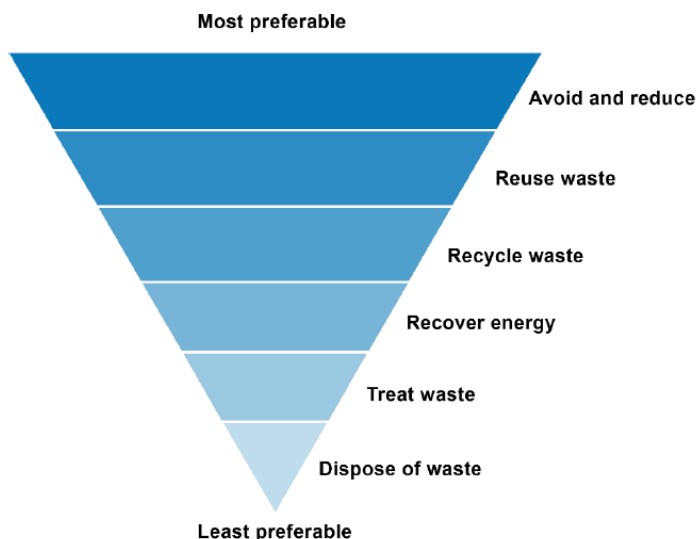 Most preferable
Avoid and reduce
Reuse waste
Recycle waste
Recover energy
Treat waste
Dispose of waste
Least preferable